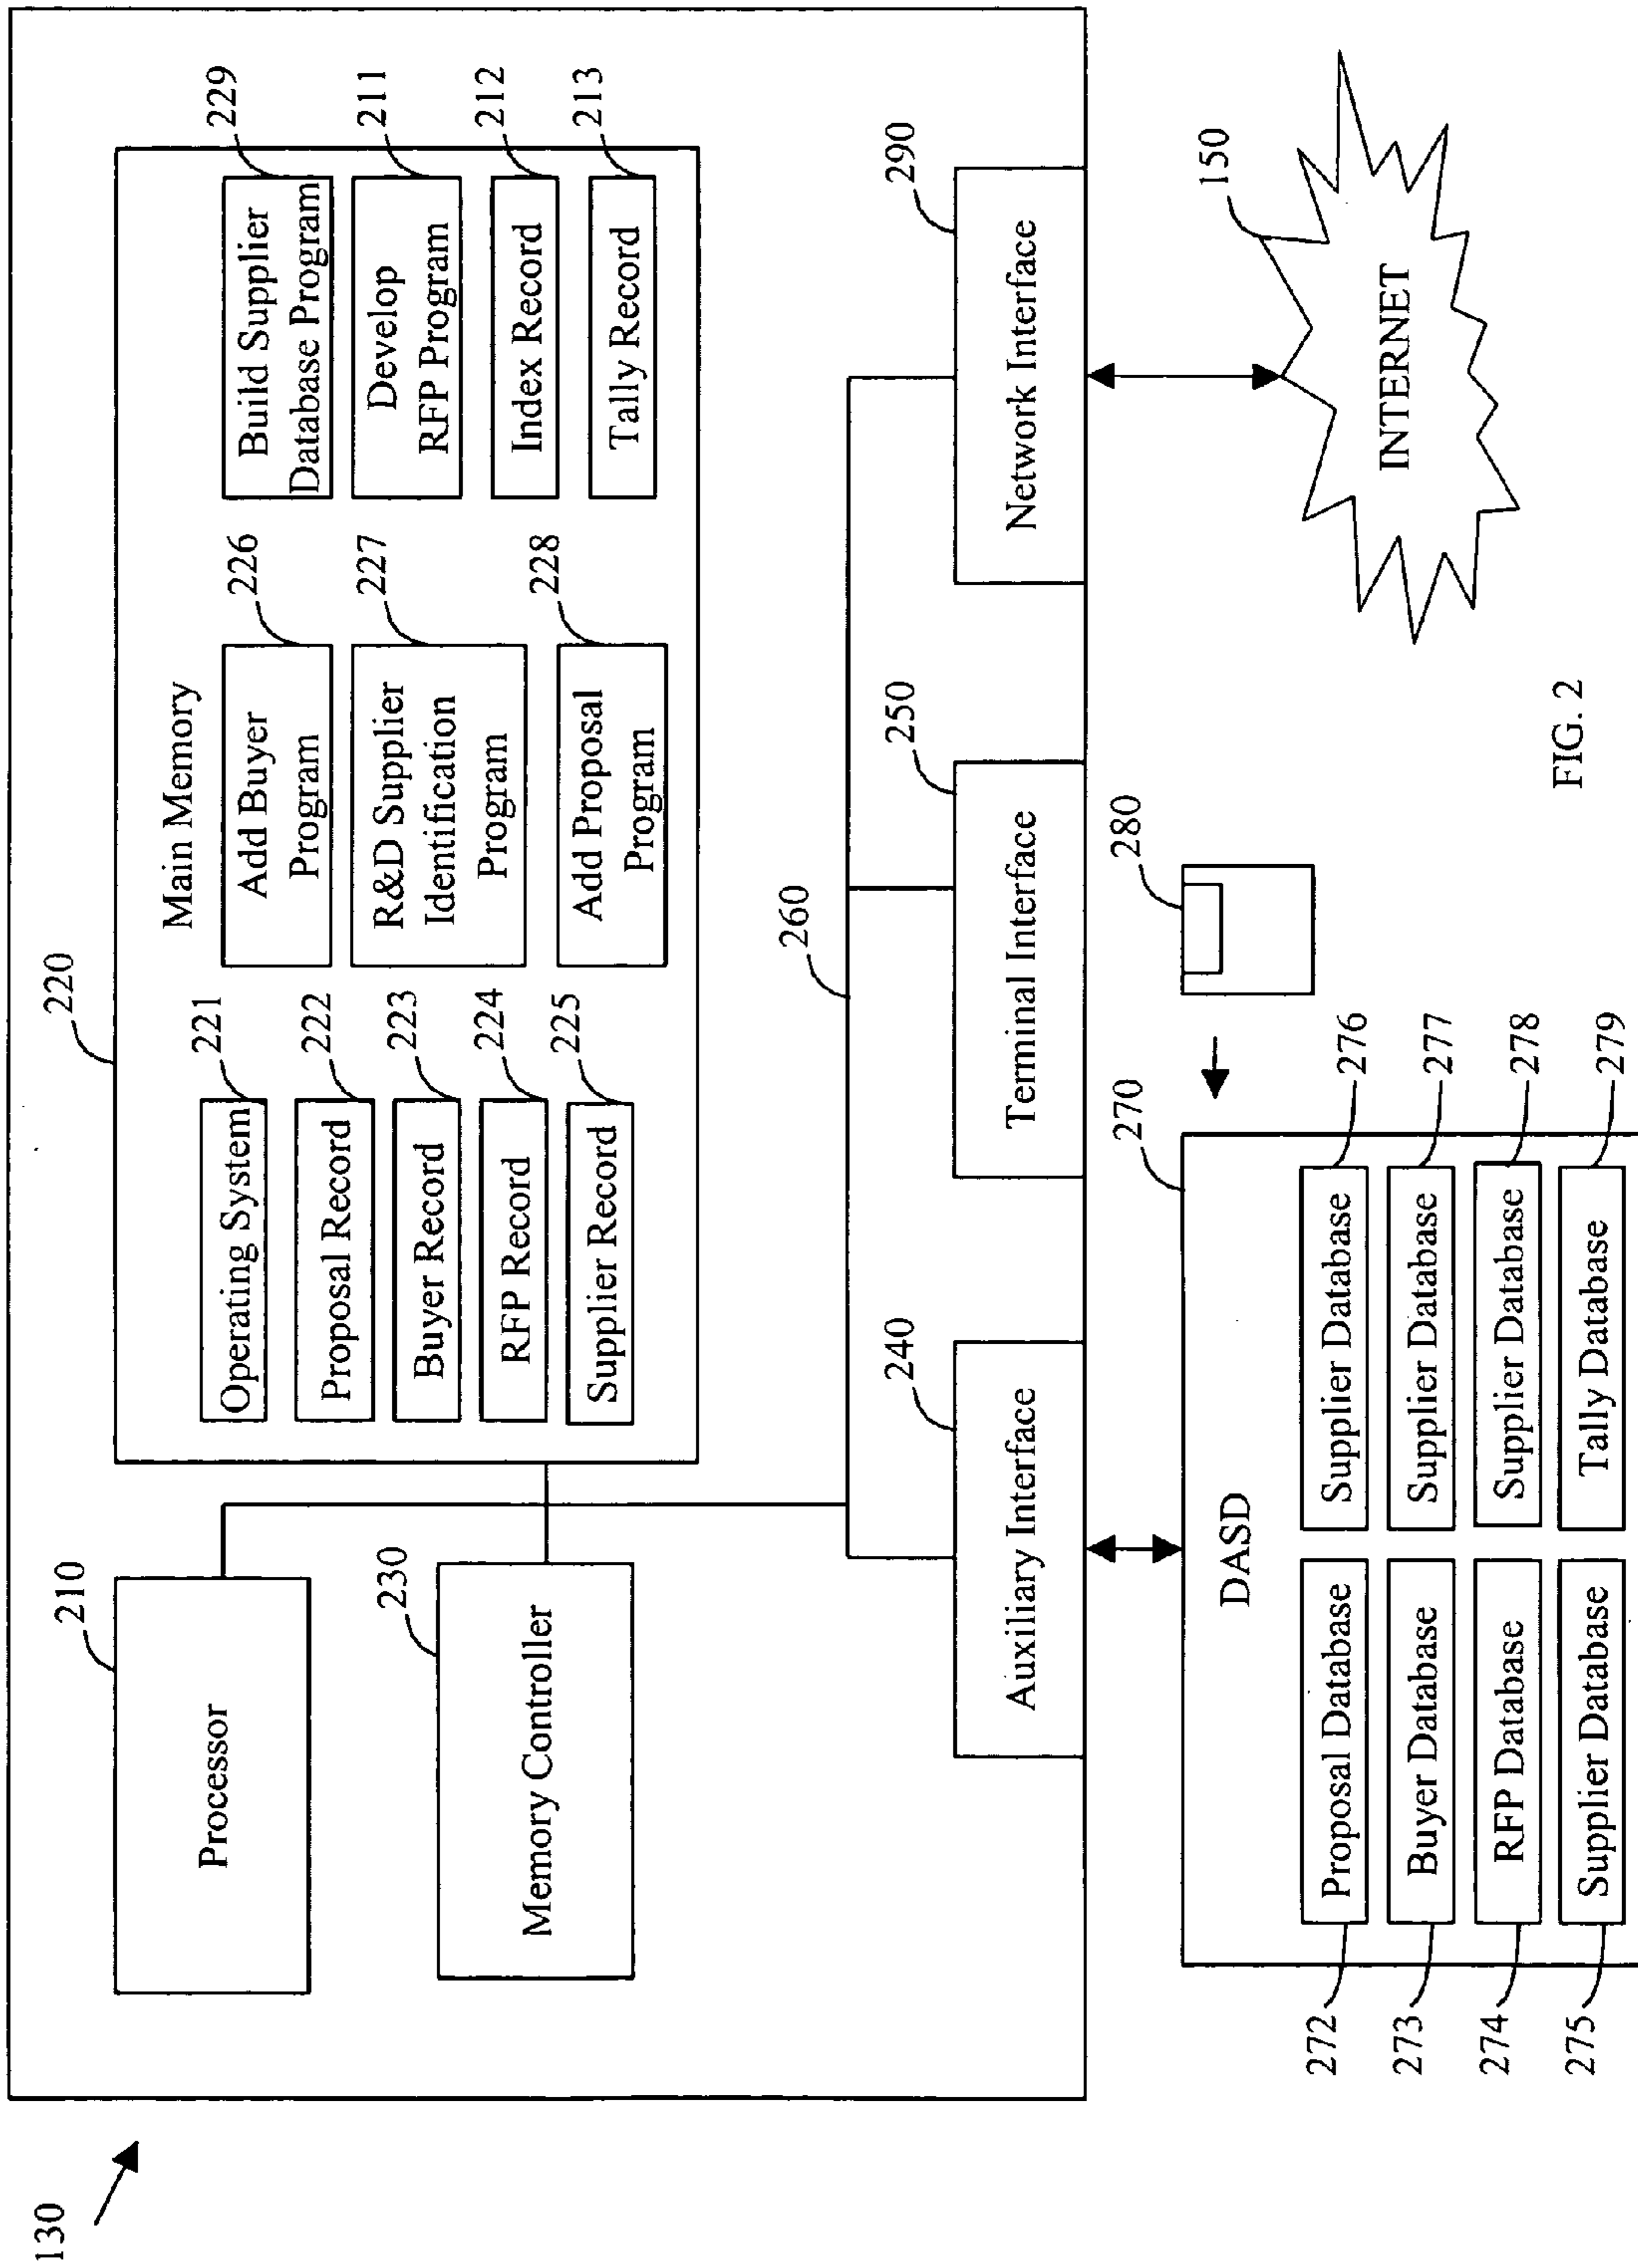 130
210
Processor
230
Memory Controller
220
Main Memory
221
Operating System
222
Proposal Record
223
Buyer Record
224
RFP Record
225
Supplier Record
226
Add Buyer
Program
227
R&D Supplier
Identification
Program
228
Add Proposal
Program
229
Build Supplier
Database Program
211
Develop
RFP Program
212
Index Record
213
Tally Record
260
240
Auxiliary Interface
250
Terminal Interface
290
Network Interface
270
DASD
272
Proposal Database
273
Buyer Database
274
RFP Database
275
Supplier Database
276
Supplier Database
277
Supplier Database
278
Supplier Database
279
Tally Database
280
150
INTERNET
FIG. 2